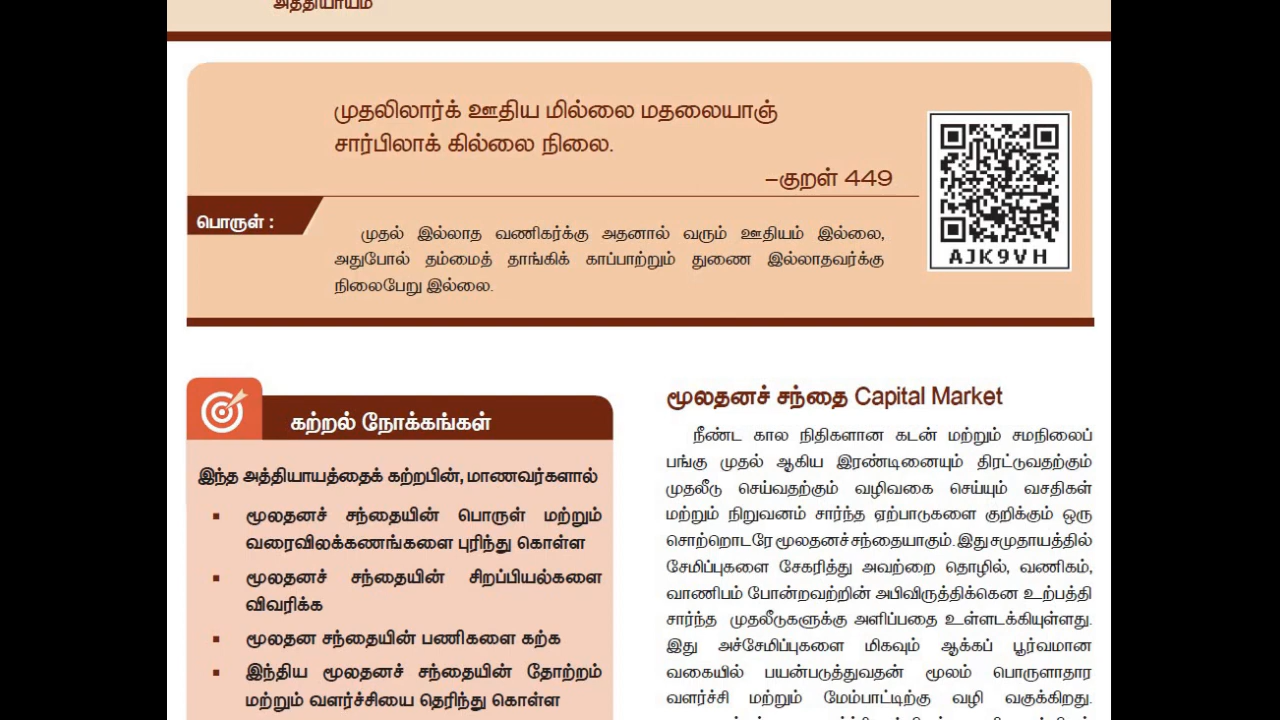 அத்தியாயம்
முதலிலார்க் ஊதிய மில்லை மதலையாஞ்
சார்பிலாக் கில்லை நிலை.
–குறள் 449
பொருள் :
முதல் இல்லாத வணிகர்க்கு அதனால் வரும் ஊதியம் இல்லை,
அதுபோல் தம்மைத் தாங்கிக் காப்பாற்றும் துணை இல்லாதவர்க்கு
நிலைபேறு இல்லை.
AJK9VH
கற்றல் நோக்கங்கள்
இந்த அத்தியாயத்தைக் கற்றபின், மாணவர்களால்
▪ மூலதனச் சந்தையின் பொருள் மற்றும்
வரைவிலக்கணங்களை புரிந்து கொள்ள
▪ மூலதனச் சந்தையின் சிறப்பியல்களை
விவரிக்க
▪ மூலதன சந்தையின் பணிகளை கற்க
▪ இந்திய மூலதனச் சந்தையின் தோற்றம்
மற்றும் வளர்ச்சியை தெரிந்து கொள்ள
மூலதனச் சந்தை Capital Market
நீண்ட கால நிதிகளான கடன் மற்றும் சமநிலைப்
பங்கு முதல் ஆகிய இரண்டினையும் திரட்டுவதற்கும்
முதலீடு செய்வதற்கும் வழிவகை செய்யும் வசதிகள்
மற்றும் நிறுவனம் சார்ந்த ஏற்பாடுகளை குறிக்கும் ஒரு
சொற்றொடரே மூலதனச்சந்தையாகும். இது சமுதாயத்தில்
சேமிப்புகளை சேகரித்து அவற்றை தொழில், வணிகம்,
வாணிபம் போன்றவற்றின் அபிவிருத்திக்கென உற்பத்தி
சார்ந்த முதலீடுகளுக்கு அளிப்பதை உள்ளடக்கியுள்ளது.
இது அச்சேமிப்புகளை மிகவும் ஆக்கப் பூர்வமான
வகையில் பயன்படுத்துவதன் மூலம் பொருளாதார
வளர்ச்சி மற்றும் மேம்பாட்டிற்கு வழி வகுக்கிறது.